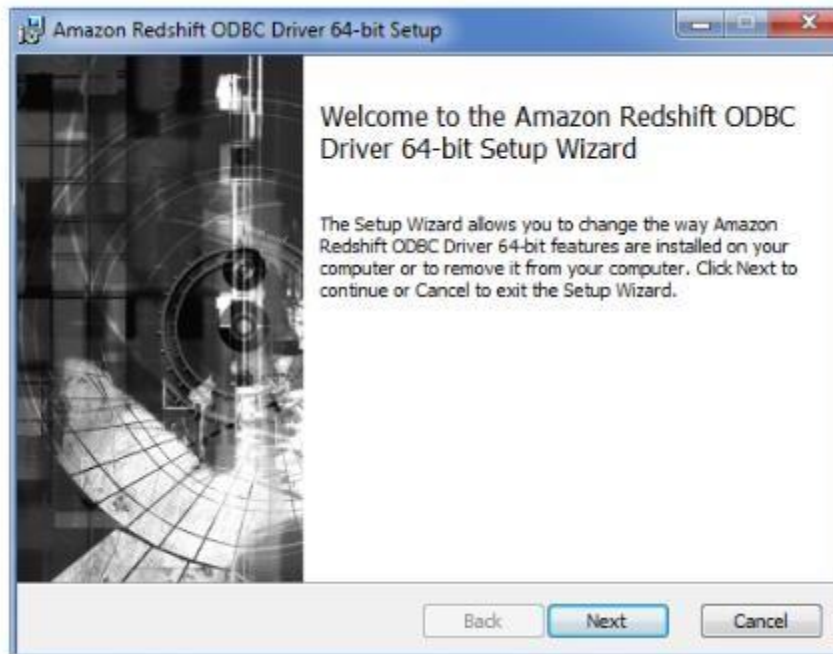 Amazon Redshift ODBC Driver 64-bit Setup
Welcome to the Amazon Redshift ODBC
Driver 64-bit Setup Wizard
The Setup Wizard allows you to change the way Amazon
Redshift ODBC Driver 64-bit features are installed on your
computer or to remove it from your computer. Click Next to
continue or Cancel to exit the Setup Wizard.
Back Next Cancel